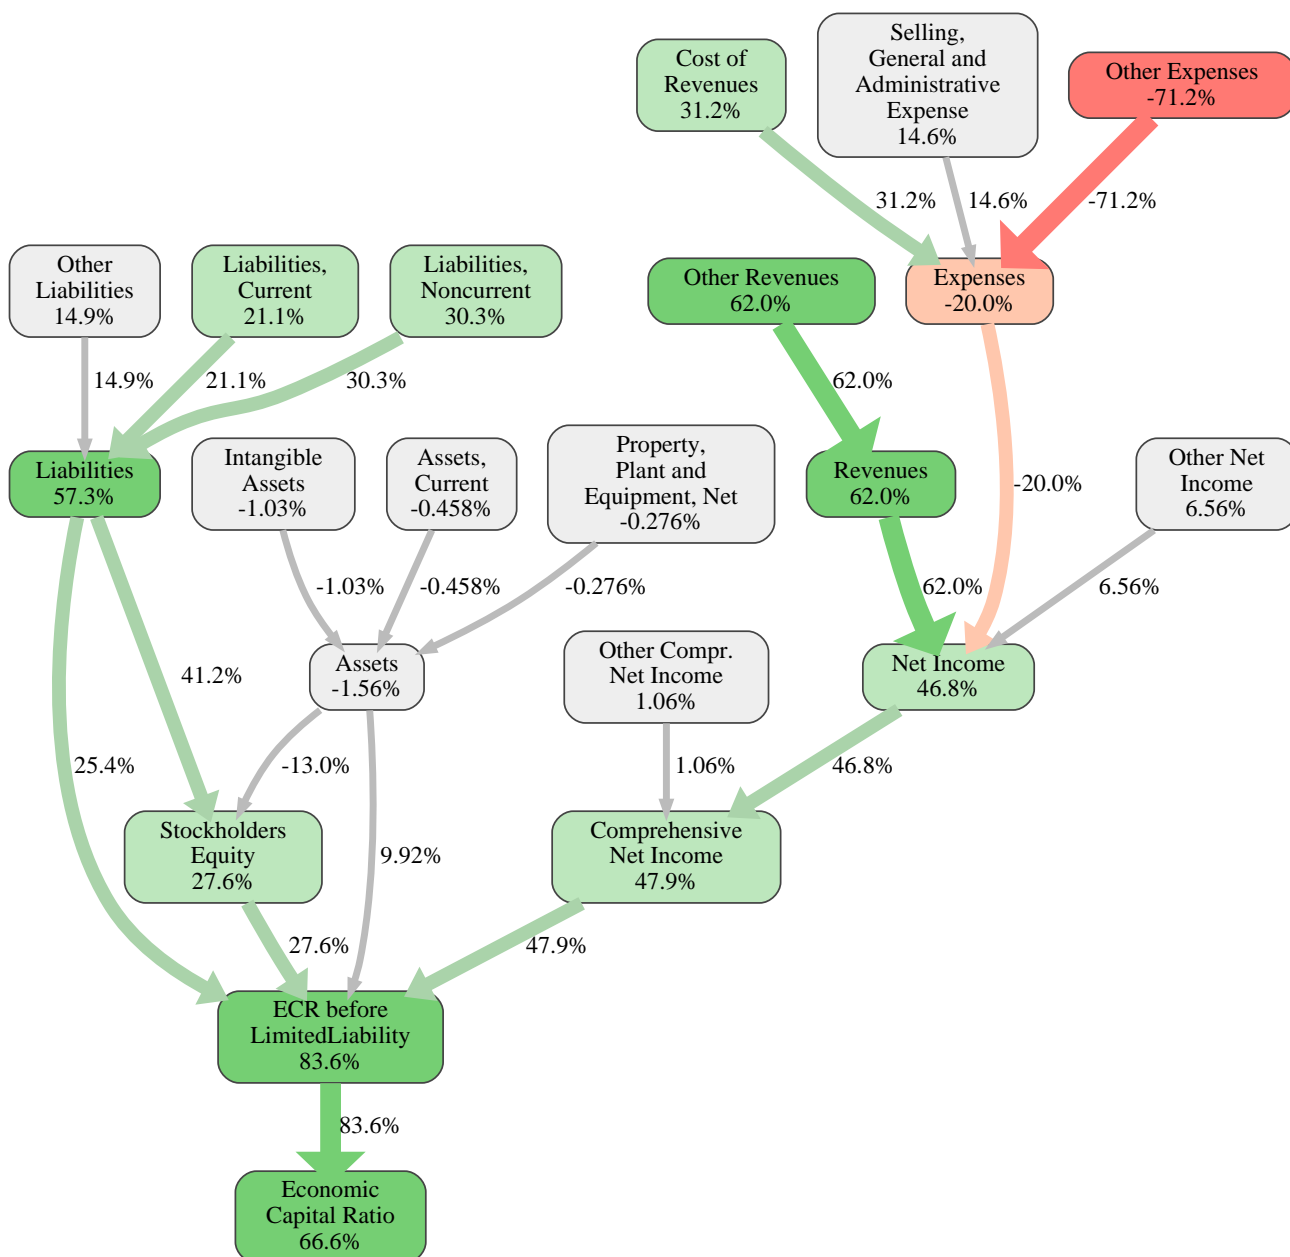 Cost of
Revenues
31.2%
Selling,
General and
Administrative
Expense
14.6%
Other Expenses
-71.2%
31.2%
14.6%
-71.2%
Other
Liabilities
14.9%
Liabilities,
Current
21.1%
Liabilities,
Noncurrent
30.3%
Other Revenues
62.0%
Expenses
-20.0%
14.9%
21.1%
30.3%
62.0%
-20.0%
Liabilities
57.3%
Intangible
Assets
-1.03%
Assets,
Current
-0.458%
Property,
Plant and
Equipment, Net
-0.276%
Revenues
62.0%
Other Net
Income
6.56%
-1.03%
-0.458%
-0.276%
62.0%
6.56%
41.2%
Assets
-1.56%
Other Compr.
Net Income
1.06%
Net Income
46.8%
25.4%
-13.0%
9.92%
1.06%
46.8%
Stockholders
Equity
27.6%
Comprehensive
Net Income
47.9%
27.6%
47.9%
ECR before
LimitedLiability
83.6%
83.6%
Economic
Capital Ratio
66.6%